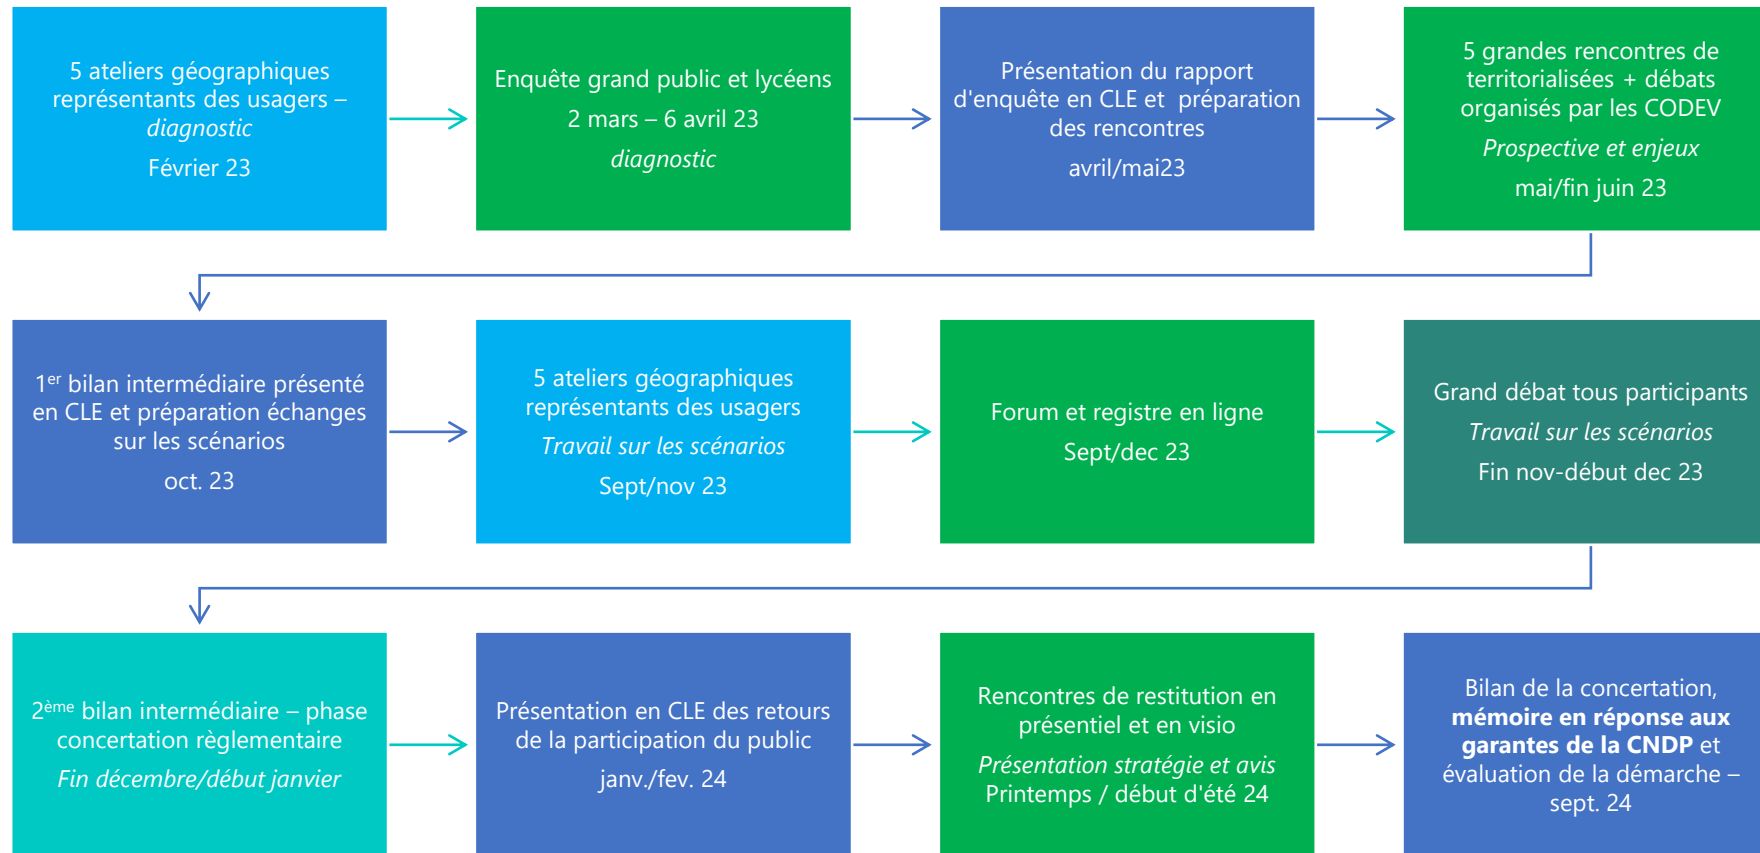 5 ateliers géographiques
représentants des usagers –
diagnostic
Février 23
Enquête grand public et lycéens
2 mars – 6 avril 23
diagnostic
Présentation du rapport
d'enquête en CLE et  préparation
des rencontres
avril/mai23
5 grandes rencontres de
territorialisées + débats
organisés par les CODEV
Prospective et enjeux
mai/fin juin 23
1er bilan intermédiaire présenté
en CLE et préparation échanges
sur les scénarios
oct. 23
5 ateliers géographiques
représentants des usagers
Travail sur les scénarios
Sept/nov 23
Forum et registre en ligne
Sept/dec 23
Grand débat tous participants
Travail sur les scénarios
Fin nov-début dec 23
2ème bilan intermédiaire – phase
concertation règlementaire
Fin décembre/début janvier
Présentation en CLE des retours
de la participation du public
janv./fev. 24
Rencontres de restitution en
présentiel et en visio
Présentation stratégie et avis
Printemps / début d'été 24
Bilan de la concertation,
mémoire en réponse aux
garantes de la CNDP et
évaluation de la démarche –
sept. 24